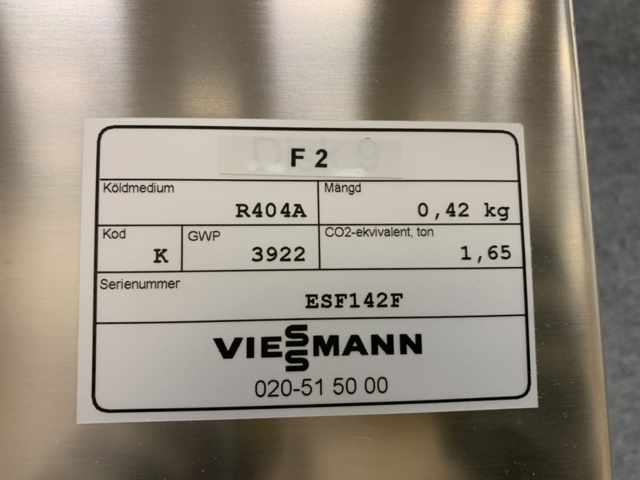 F 2
Köldmedium
Mängd
R404A
0,42 kg
Kod
GWP
CO2-ekvivalent, ton
K
3922
1,65
Serienummer
ESF142F
VIESSMANN
020-51 50 00